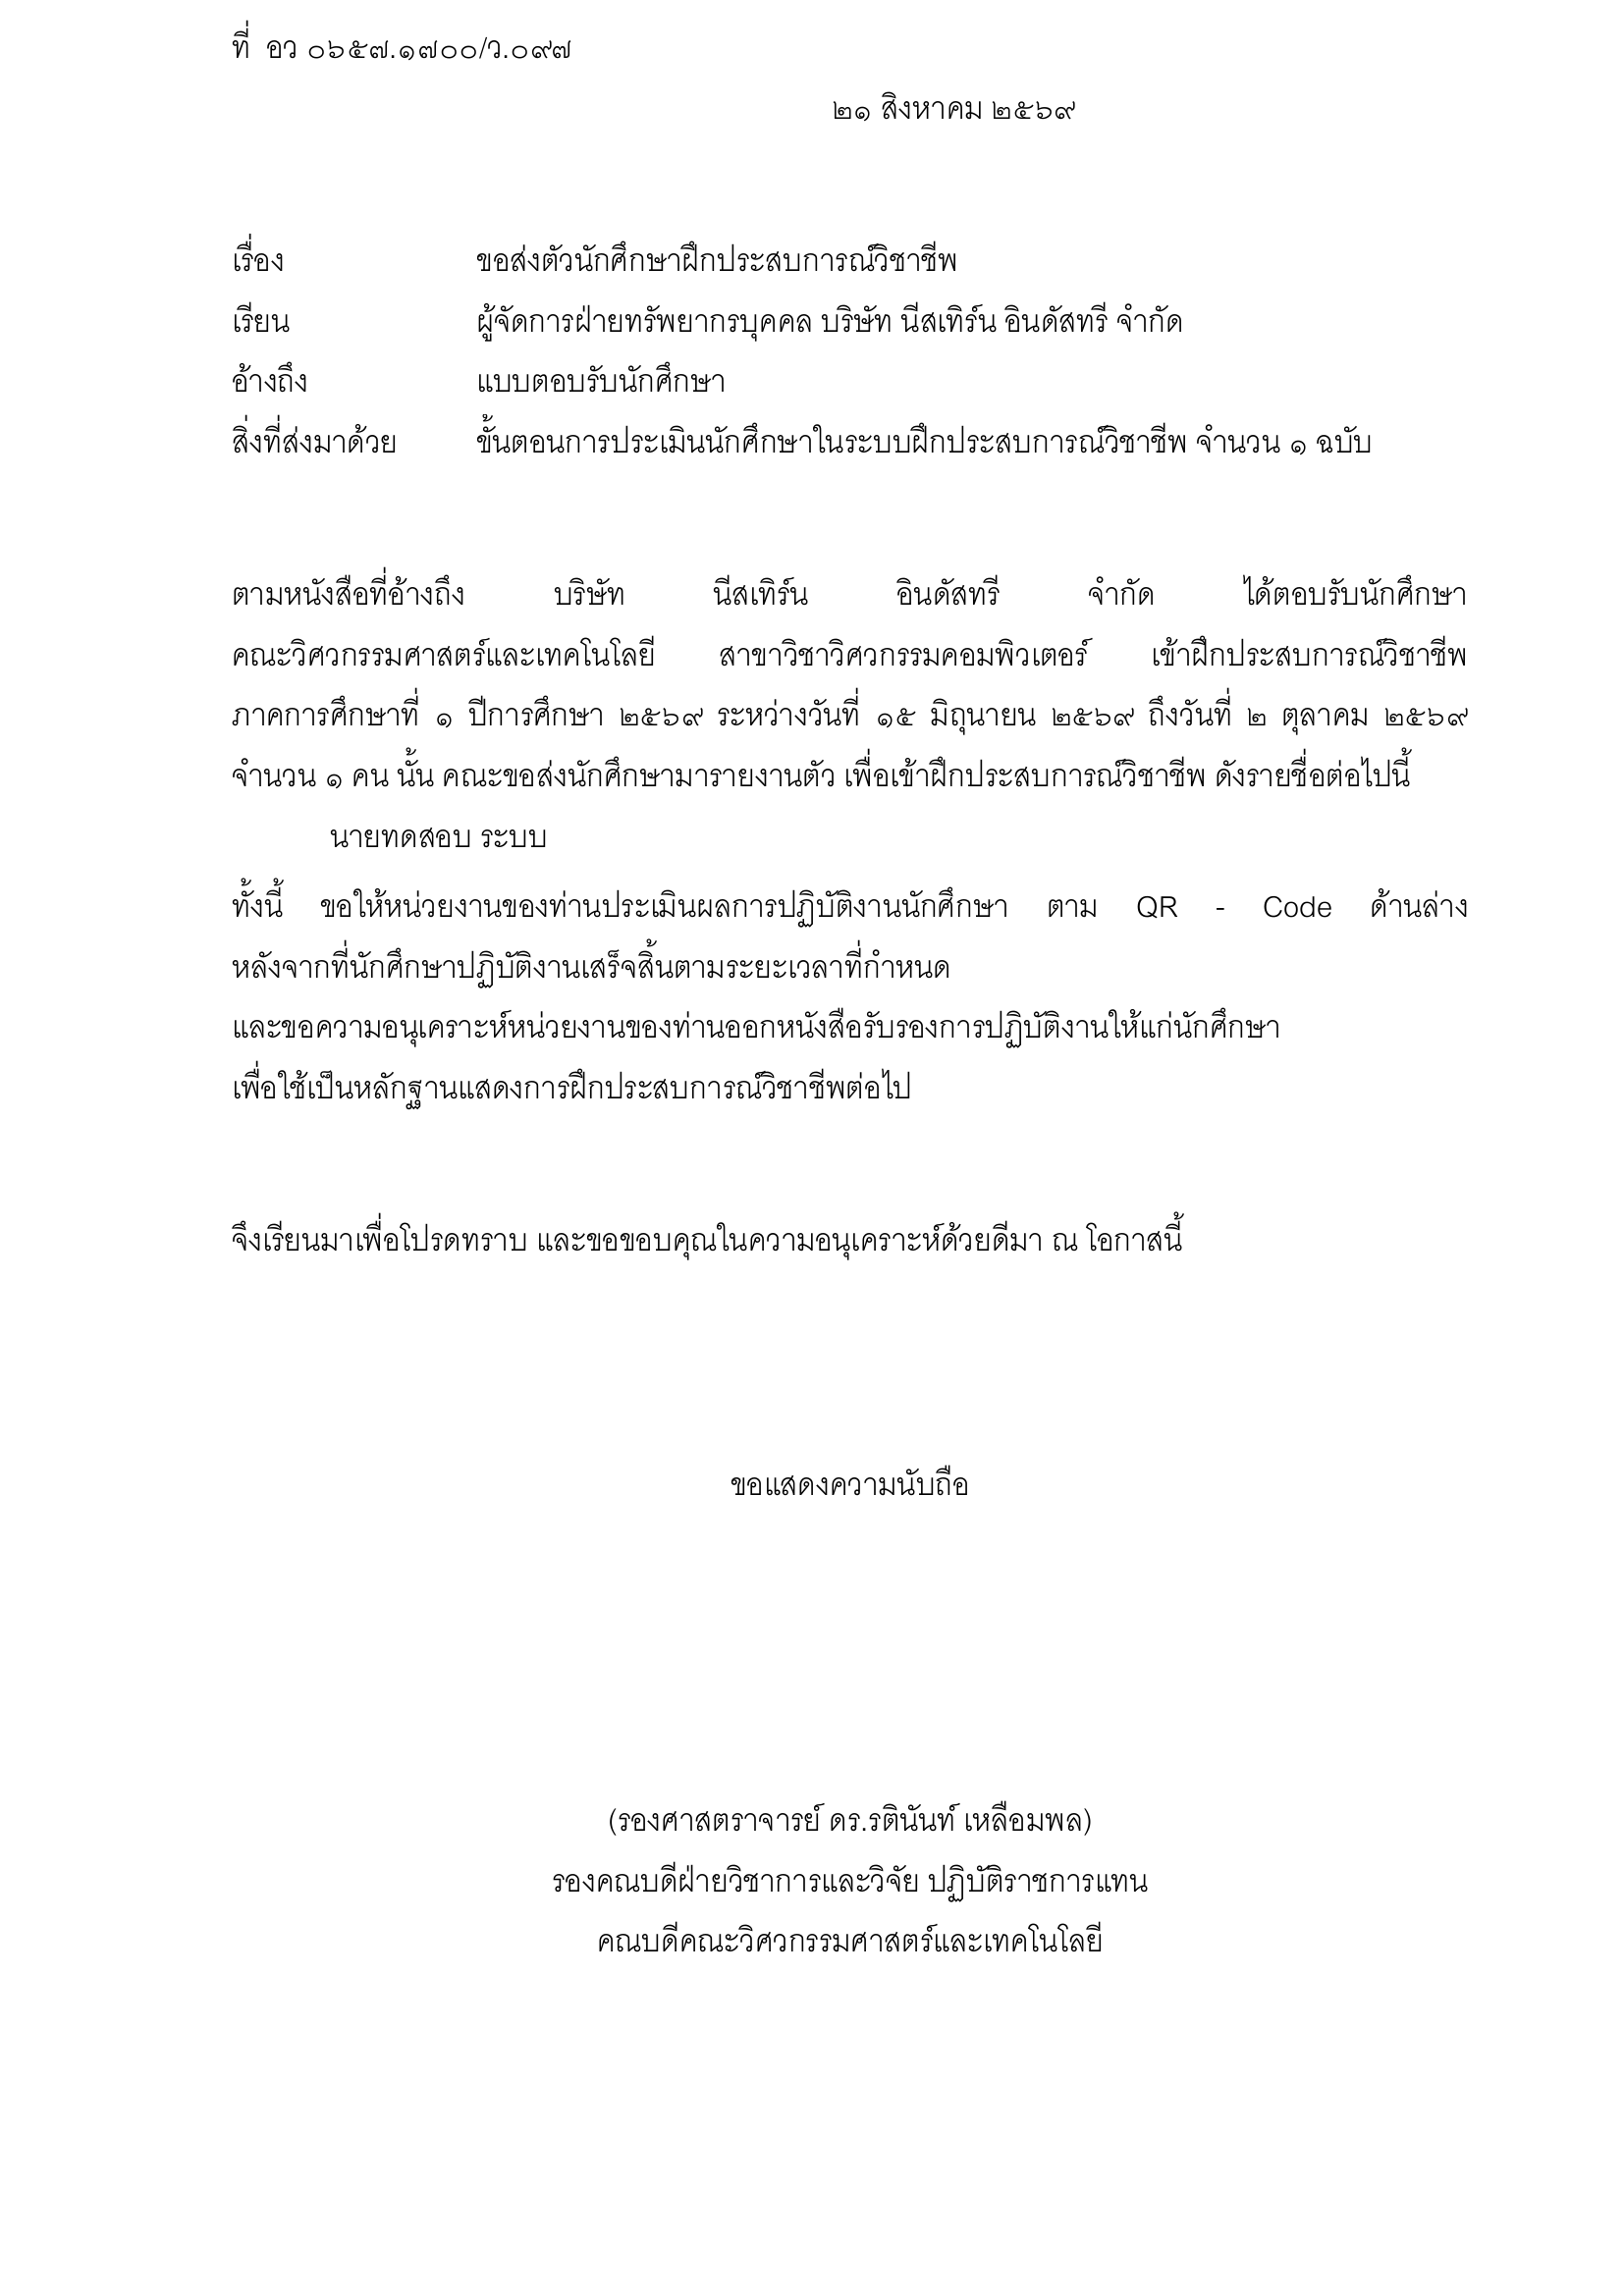 ที่ อว ๐๖๕๗.๑๗๐๐/ว.๐๙๗
๒๑ สิงหาคม ๒๕๖๙
เรื่อง ขอส่งตัวนักศึกษาฝึกประสบการณ์วิชาชีพ
เรียน ผู้จัดการฝ่ายทรัพยากรบุคคล บริษัท นีสเทิร์น อินดัสทรี จำกัด
อ้างถึง แบบตอบรับนักศึกษา
สิ่งที่ส่งมาด้วย ขั้นตอนการประเมินนักศึกษาในระบบฝึกประสบการณ์วิชาชีพ จำนวน ๑ ฉบับ
ตามหนังสือที่อ้างถึง บริษัท นีสเทิร์น อินดัสทรี จำกัด ได้ตอบรับนักศึกษา
คณะวิศวกรรมศาสตร์และเทคโนโลยี สาขาวิชาวิศวกรรมคอมพิวเตอร์ เข้าฝึกประสบการณ์วิชาชีพ
ภาคการศึกษาที่ ๑ ปีการศึกษา ๒๕๖๙ ระหว่างวันที่ ๑๕ มิถุนายน ๒๕๖๙ ถึงวันที่ ๒ ตุลาคม ๒๕๖๙
จำนวน ๑ คน นั้น คณะขอส่งนักศึกษามารายงานตัว เพื่อเข้าฝึกประสบการณ์วิชาชีพ ดังรายชื่อต่อไปนี้
นายทดสอบ ระบบ
ทั้งนี้ ขอให้หน่วยงานของท่านประเมินผลการปฏิบัติงานนักศึกษา ตาม QR - Code ด้านล่าง
หลังจากที่นักศึกษาปฏิบัติงานเสร็จสิ้นตามระยะเวลาที่กำหนด
และขอความอนุเคราะห์หน่วยงานของท่านออกหนังสือรับรองการปฏิบัติงานให้แก่นักศึกษา
เพื่อใช้เป็นหลักฐานแสดงการฝึกประสบการณ์วิชาชีพต่อไป
จึงเรียนมาเพื่อโปรดทราบ และขอขอบคุณในความอนุเคราะห์ด้วยดีมา ณ โอกาสนี้
ขอแสดงความนับถือ
(รองศาสตราจารย์ ดร.รตินันท์ เหลือมพล)
รองคณบดีฝ่ายวิชาการและวิจัย ปฏิบัติราชการแทน
คณบดีคณะวิศวกรรมศาสตร์และเทคโนโลยี